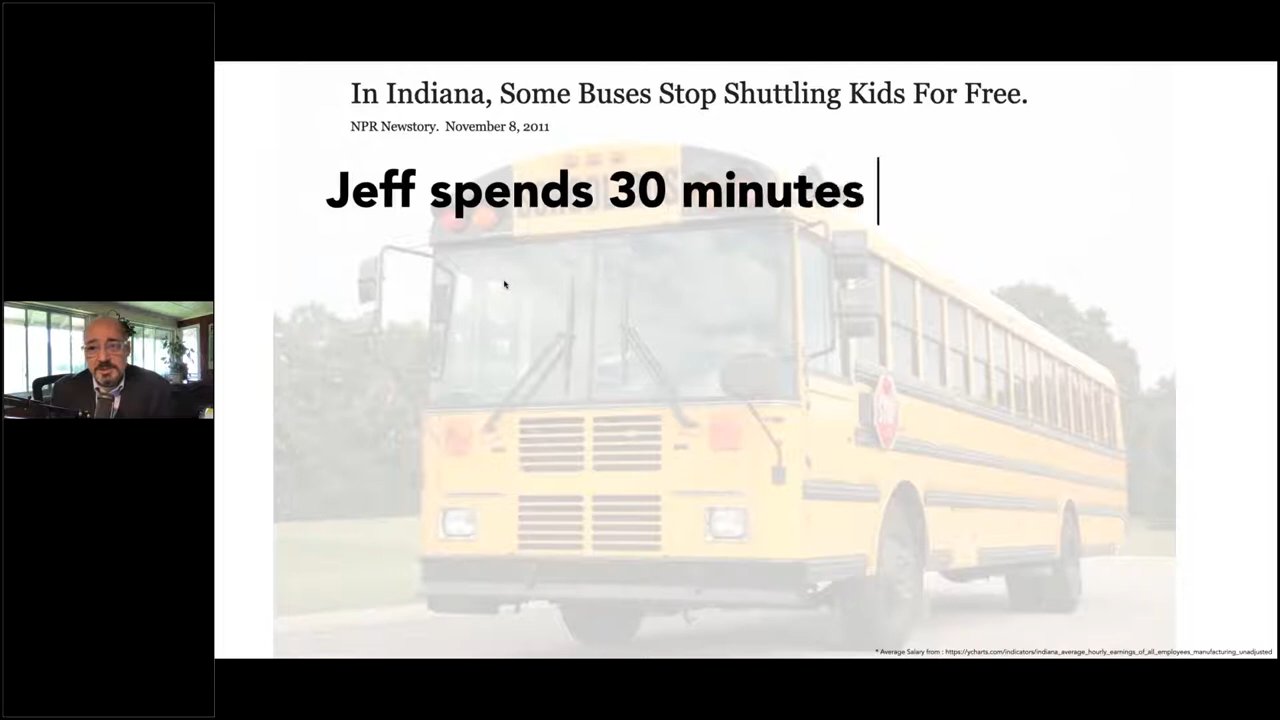 In Indiana, Some Buses Stop Shuttling Kids For Free.
NPR Newstory. November 8, 2011
Jeff spends 30 minutes
* Average Salary from : https://ycharts.com/indicators/indiana_average_hourly_earnings_of_all_employees_manufacturing_unadjusted